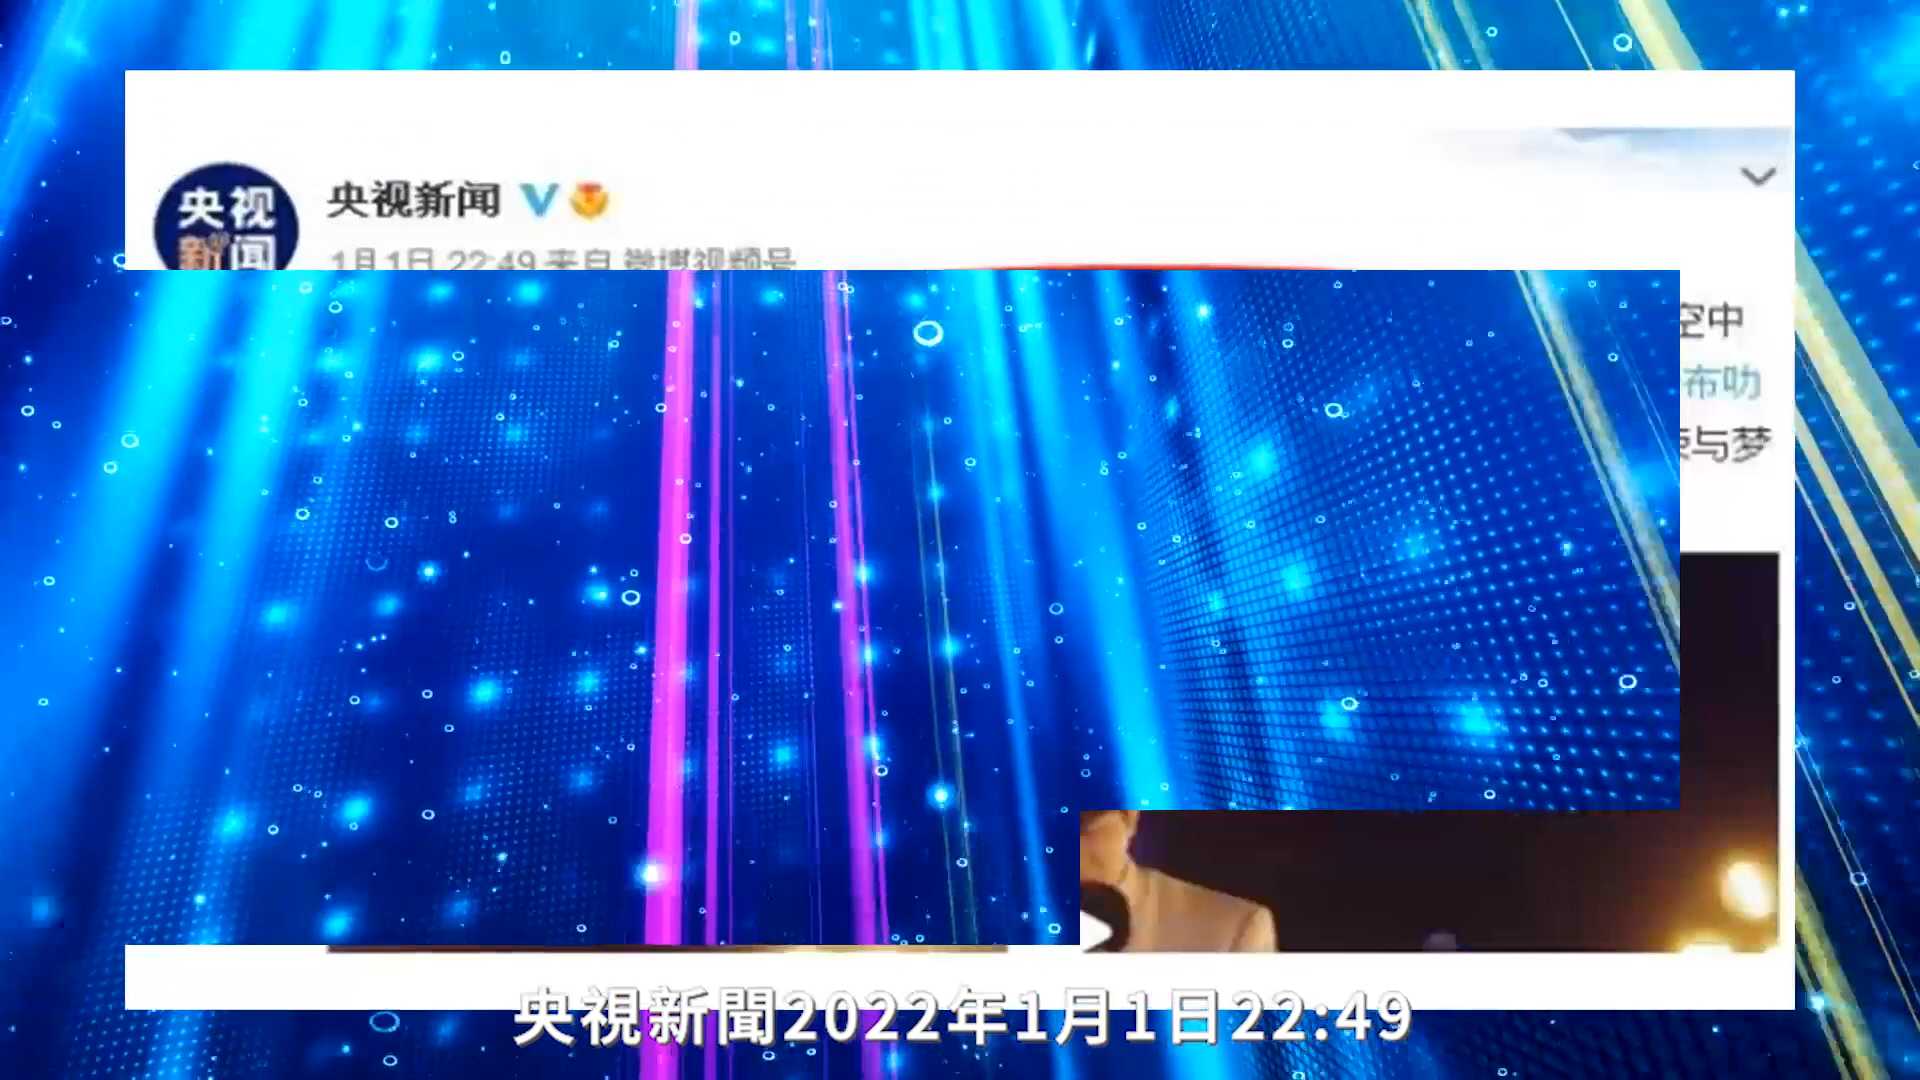 央视
新闻
央视新闻
1月1日 22:49 来自 微博视频号
空中
布叻
与梦
央視新聞2022年1月1日22:49